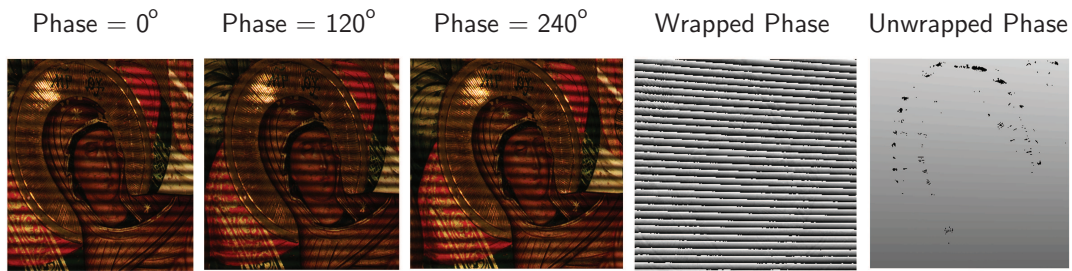 Phase = 0° Phase = 120° Phase = 240° Wrapped Phase Unwrapped Phase